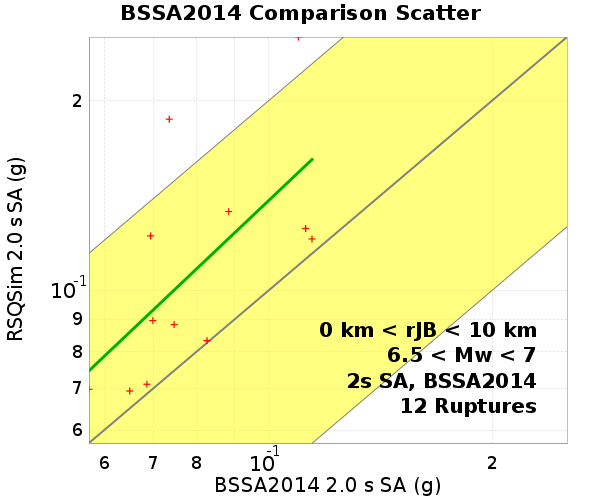 BSSA2014 Comparison Scatter
RSQSim 2.0 s SA (g)
2
10-1
9
8
7
6
0 km < rJB < 10 km
6.5 < Mw < 7
2s SA, BSSA2014
12 Ruptures
6 7 8 10-1 2
BSSA2014 2.0 s SA (g)